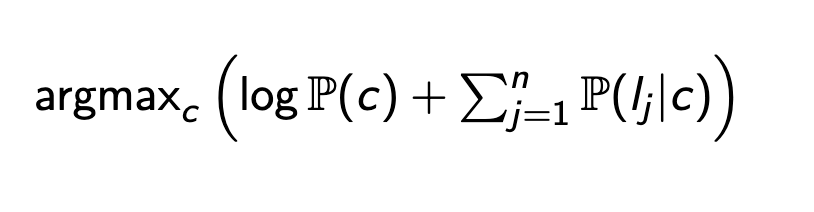 argmax_c (log ℙ(c) + ∑_{j=1}^{n} ℙ(l_j|c))